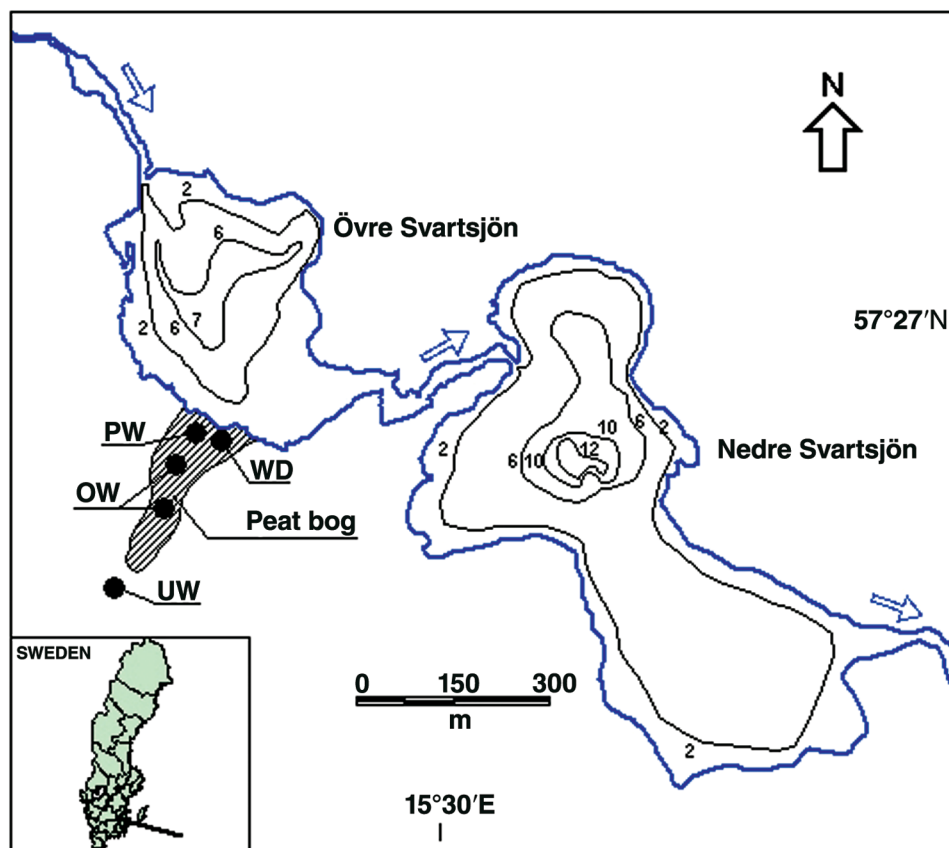 N
2
Övre Svartsjön
6
57°27′N
7
2
6
10
6
2
PW
2
12
WD
6
10
Nedre Svartsjön
OW
Peat bog
UW
SWEDEN
0 150 300
m
2
15°30′E